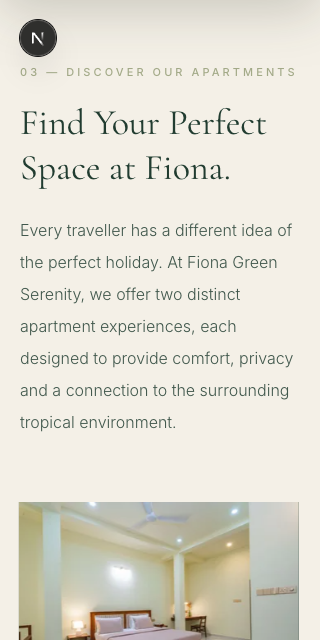 N
03 — DISCOVER OUR APARTMENTS
Find Your Perfect
Space at Fiona.
Every traveller has a different idea of
the perfect holiday. At Fiona Green
Serenity, we offer two distinct
apartment experiences, each
designed to provide comfort, privacy
and a connection to the surrounding
tropical environment.